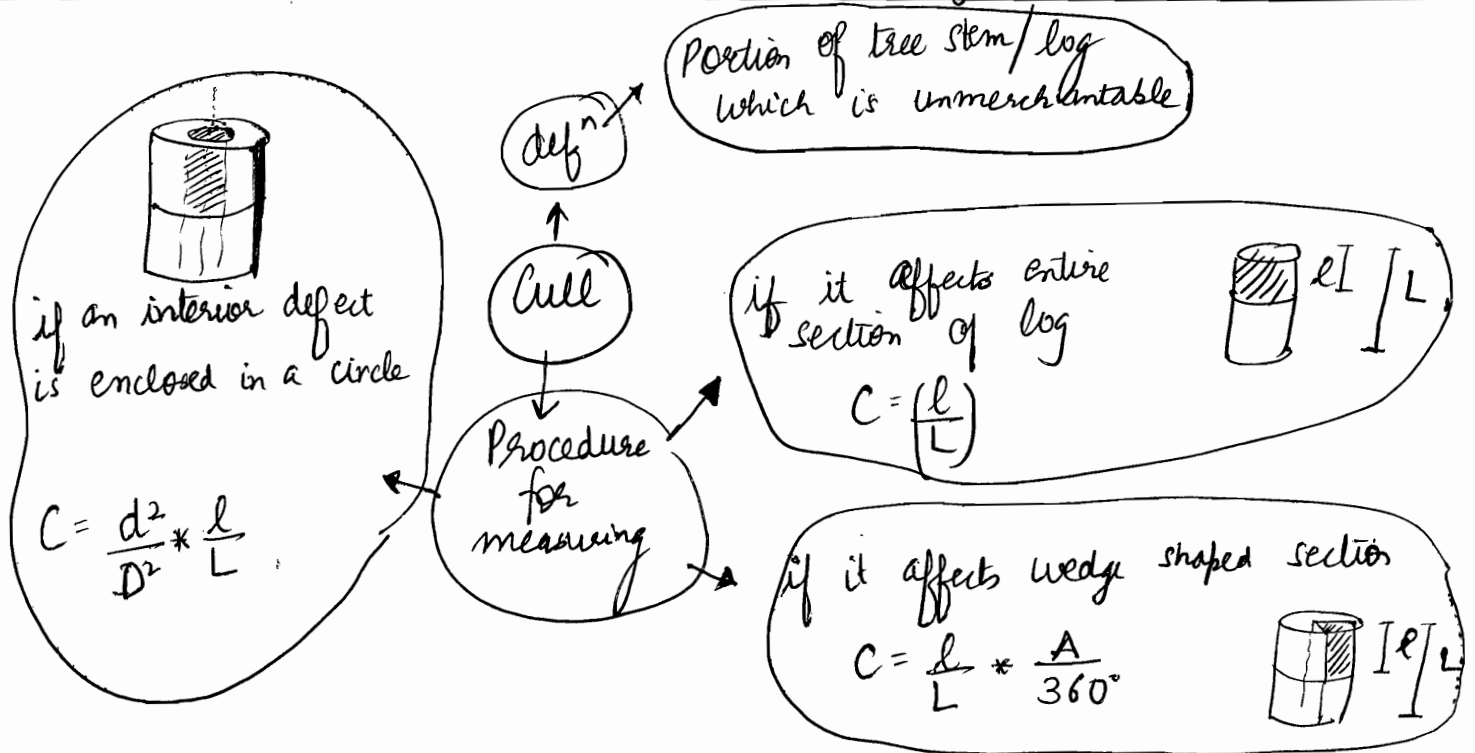 Portion of tree stem/log
which is unmerchantable
defⁿ
Cull
Procedure
for
measuring
if an interior defect
is enclosed in a circle
C = d²/D² * l/L
if it affects entire
section of log
l L
C = (l/L)
if it affects wedge shaped section
C = l/L * A/360°
l L